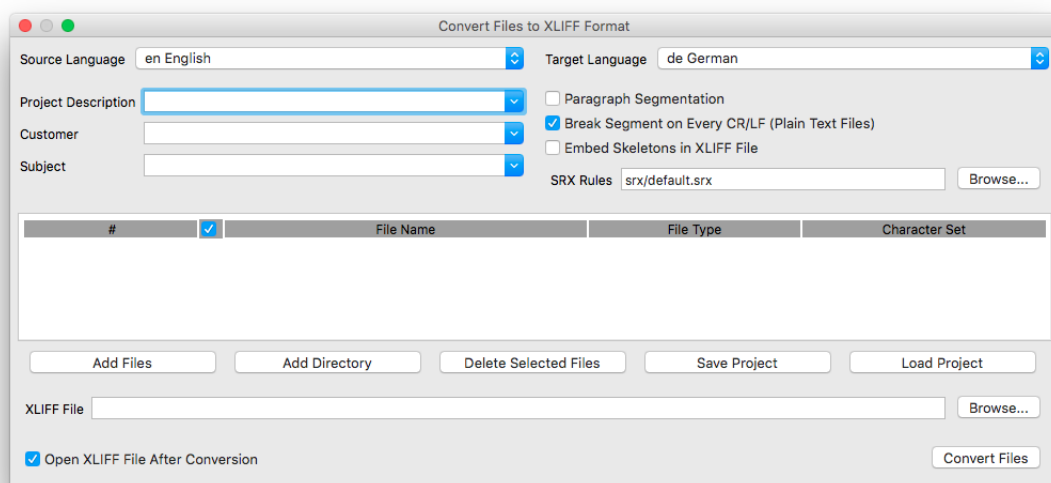 Convert Files to XLIFF Format
Source Language en English Target Language de German
Project Description Paragraph Segmentation
Customer Break Segment on Every CR/LF (Plain Text Files)
Embed Skeletons in XLIFF File
Subject
SRX Rules srx/default.srx Browse...
# File Name File Type Character Set
Add Files Add Directory Delete Selected Files Save Project Load Project
XLIFF File Browse...
Open XLIFF File After Conversion Convert Files